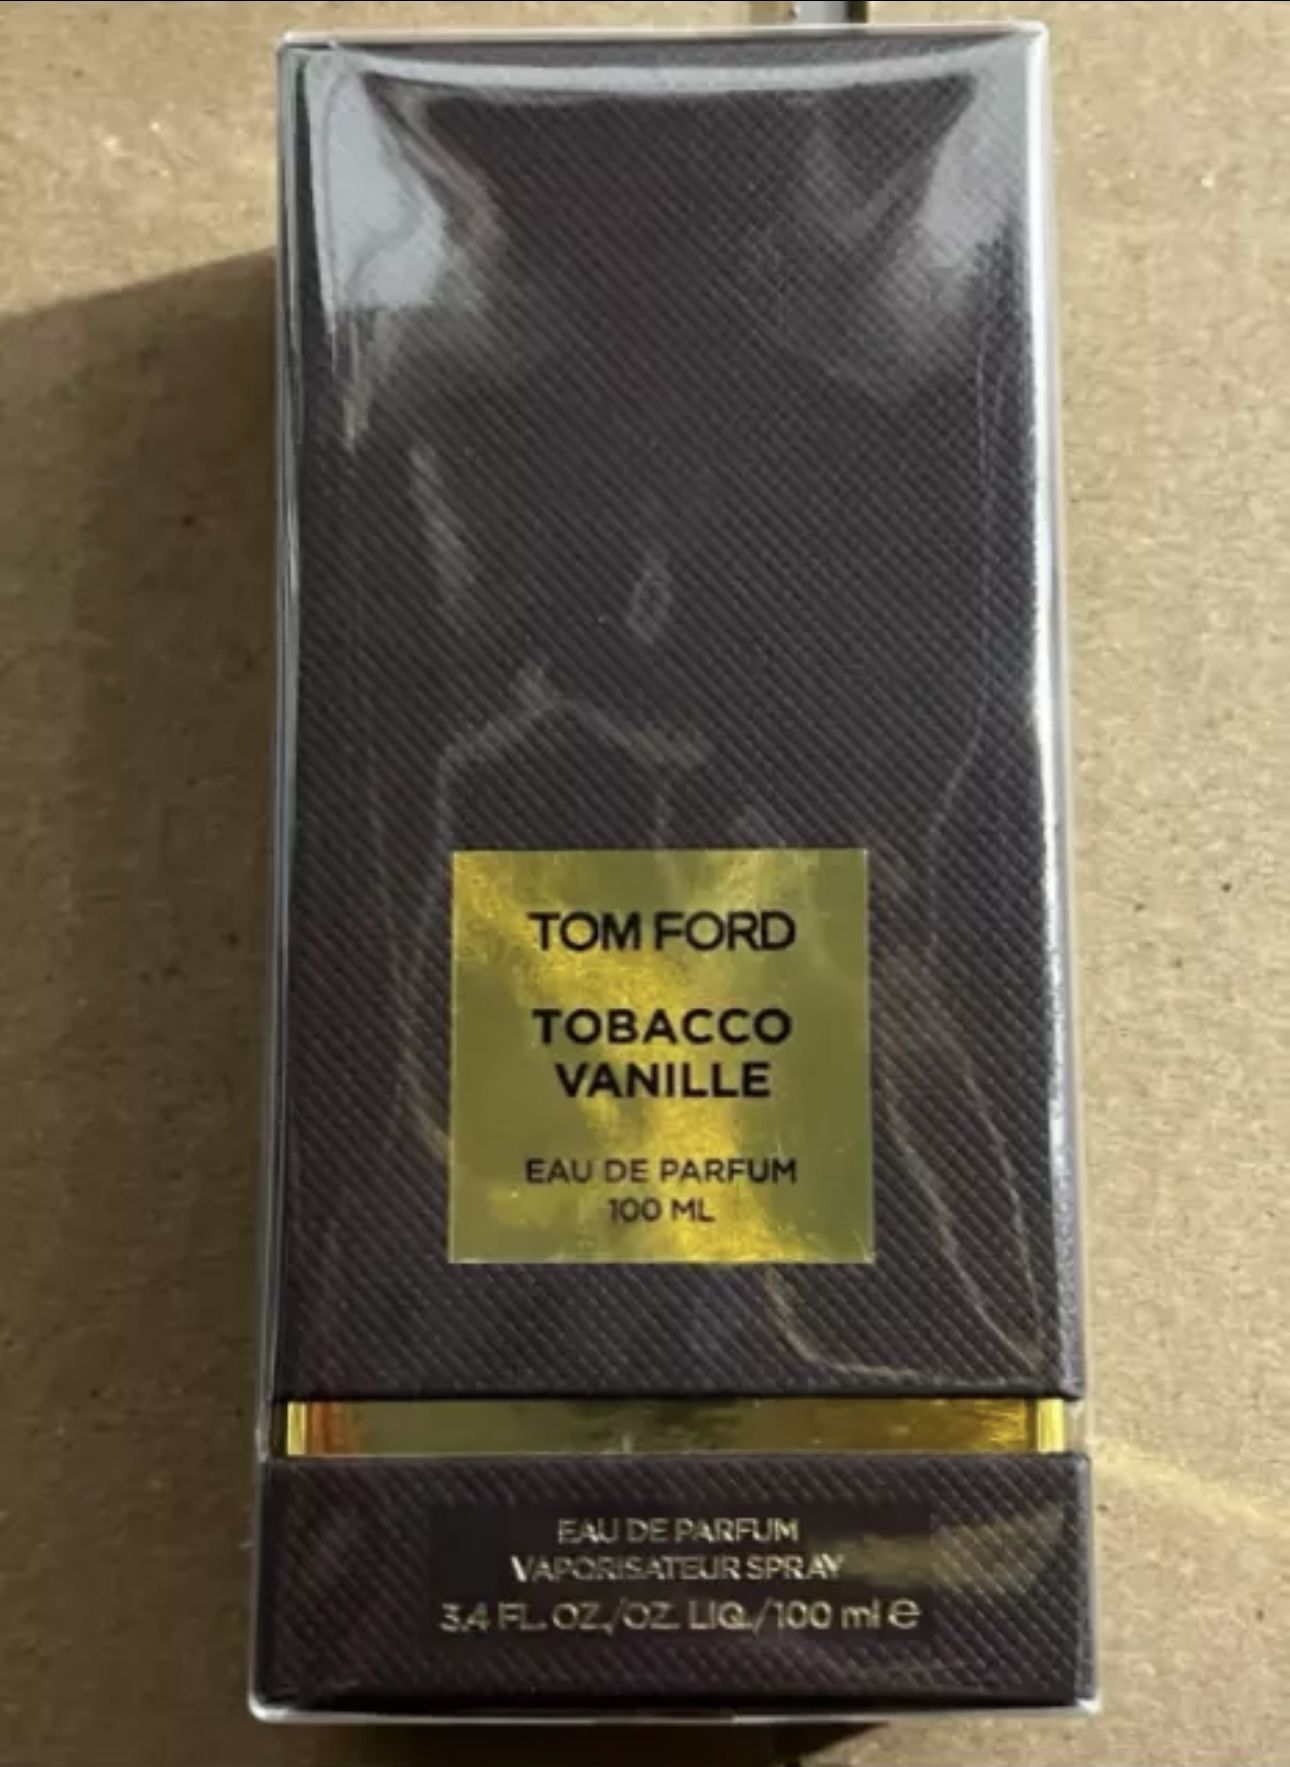 TOM FORD
TOBACCO
VANILLE
EAU DE PARFUM
100 ML
EAU DE PARFUM
VAPORISATEUR SPRAY
3.4 FL. OZ./OZ. LIQ./100 ml ℮